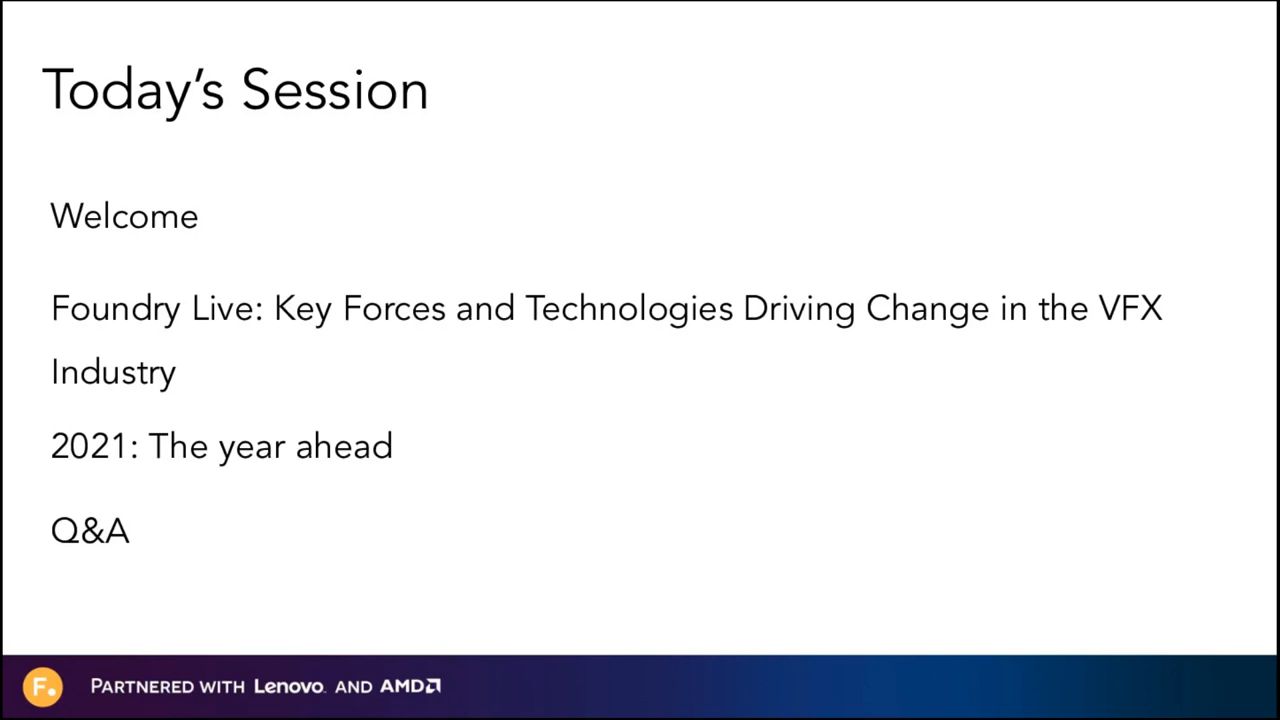 Today's Session
Welcome
Foundry Live: Key Forces and Technologies Driving Change in the VFX
Industry
2021: The year ahead
Q&A
F. PARTNERED WITH Lenovo. AND AMD